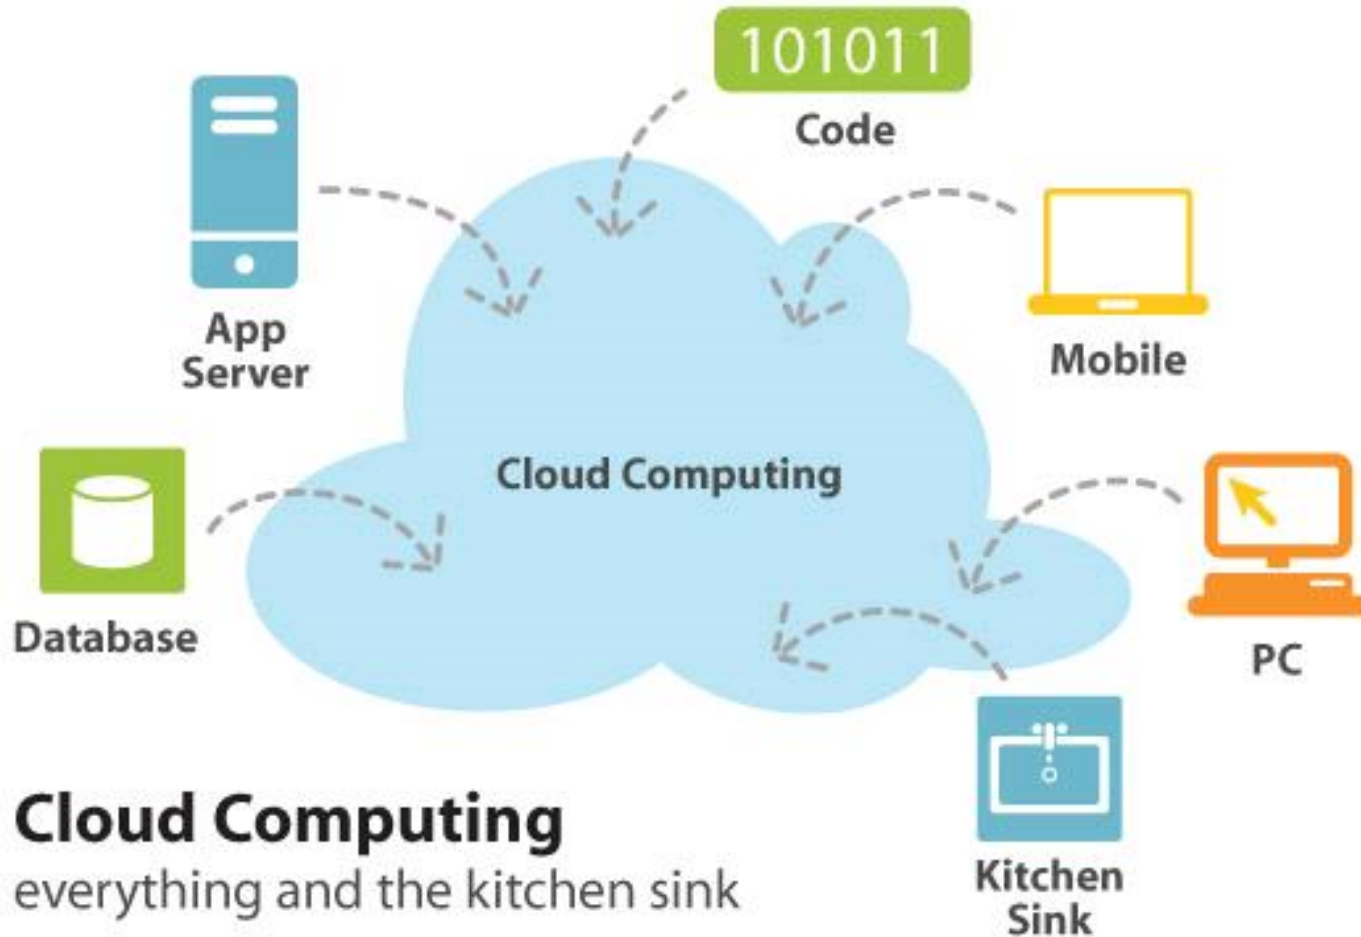 101011
Code
App
Server
Mobile
Cloud Computing
Database
PC
Kitchen
Sink
Cloud Computing
everything and the kitchen sink